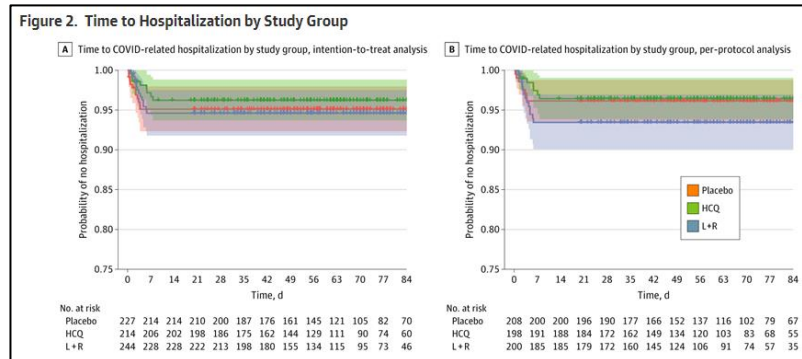 Figure 2. Time to Hospitalization by Study Group
A Time to COVID-related hospitalization by study group, intention-to-treat analysis
Probability of no hospitalization
1.00
0.95
0.90
0.85
0.80
0.75
0 7 14 21 28 35 42 49 56 63 70 77 84
Time, d
No. at risk
Placebo 227 214 214 210 200 187 176 161 145 121 105 82 70
HCQ 214 206 202 198 186 175 162 144 129 111 90 74 60
L+R 244 228 228 222 213 198 180 155 134 115 95 73 46
B Time to COVID-related hospitalization by study group, per-protocol analysis
Probability of no hospitalization
1.00
0.95
0.90
0.85
0.80
0.75
Placebo
HCQ
L+R
0 7 14 21 28 35 42 49 56 63 70 77 84
Time, d
208 200 200 196 190 177 166 152 137 116 102 79 67
198 191 188 184 172 162 149 134 120 103 83 68 55
200 185 185 179 172 160 145 124 106 91 74 57 35